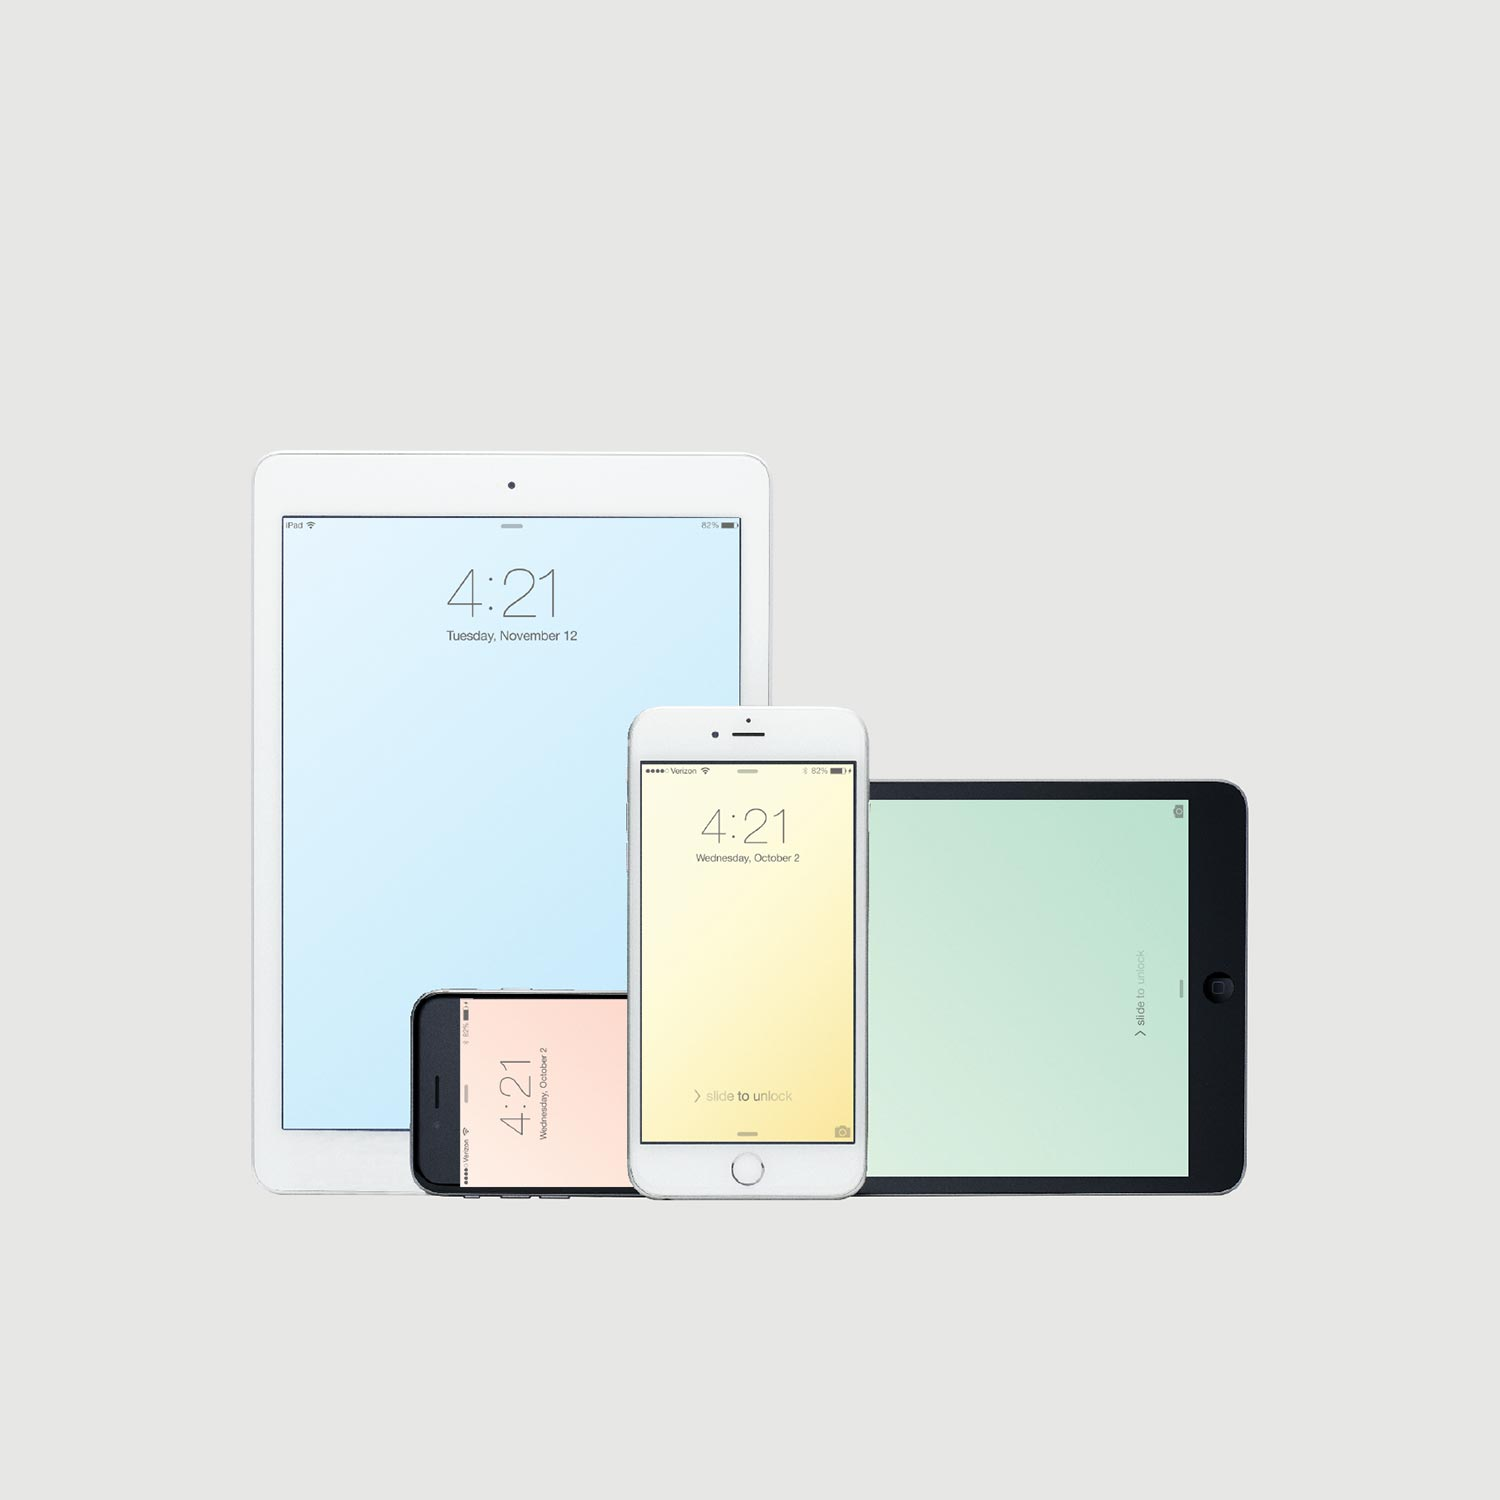 iPad
82%
4:21
Tuesday, November 12
Verizon
82%
4:21
Wednesday, October 2
slide to unlock
Verizon
82%
4:21
Wednesday, October 2
slide to unlock